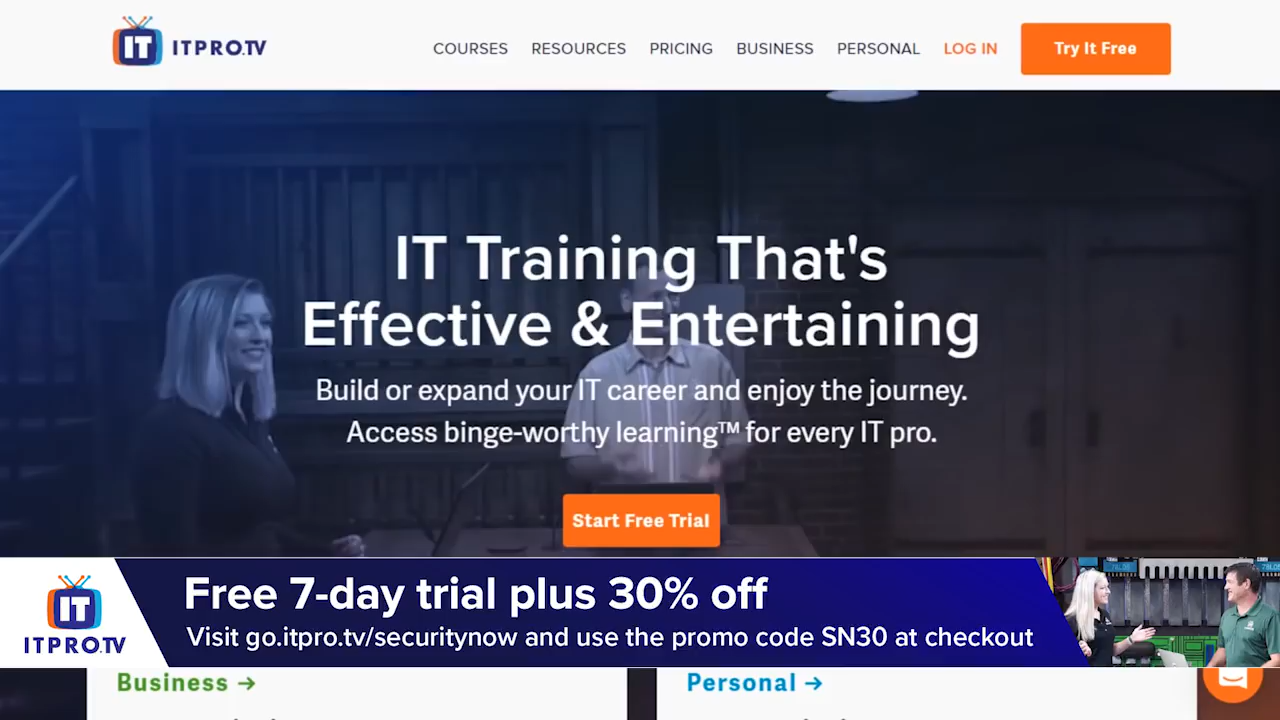 IT ITPRO.TV
COURSES RESOURCES PRICING BUSINESS PERSONAL LOG IN Try It Free
IT Training That's
Effective & Entertaining
Build or expand your IT career and enjoy the journey.
Access binge-worthy learning™ for every IT pro.
Start Free Trial
IT
ITPRO.TV
Free 7-day trial plus 30% off
Visit go.itpro.tv/securitynow and use the promo code SN30 at checkout
Business →
Personal →